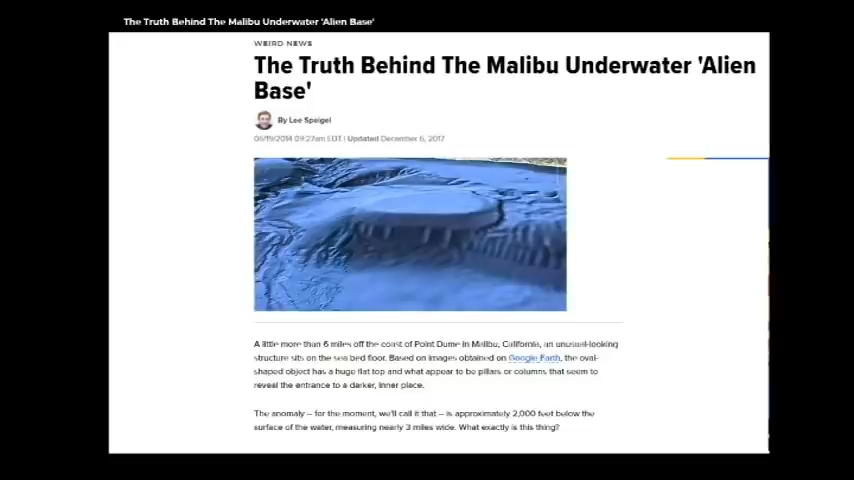 The Truth Behind The Malibu Underwater 'Alien Base'
WEIRD NEWS
The Truth Behind The Malibu Underwater 'Alien
Base'
By Lee Speigel
06/19/2014 09:27am EDT | Updated December 6, 2017
A little more than 6 miles off the coast of Point Dume in Malibu, California, an unusual-looking
structure sits on the sea bed floor. Based on images obtained on Google Earth, the oval-
shaped object has a huge flat top and what appear to be pillars or columns that seem to
reveal the entrance to a darker, inner place.
The anomaly -- for the moment, we'll call it that -- is approximately 2,000 feet below the
surface of the water, measuring nearly 3 miles wide. What exactly is this thing?